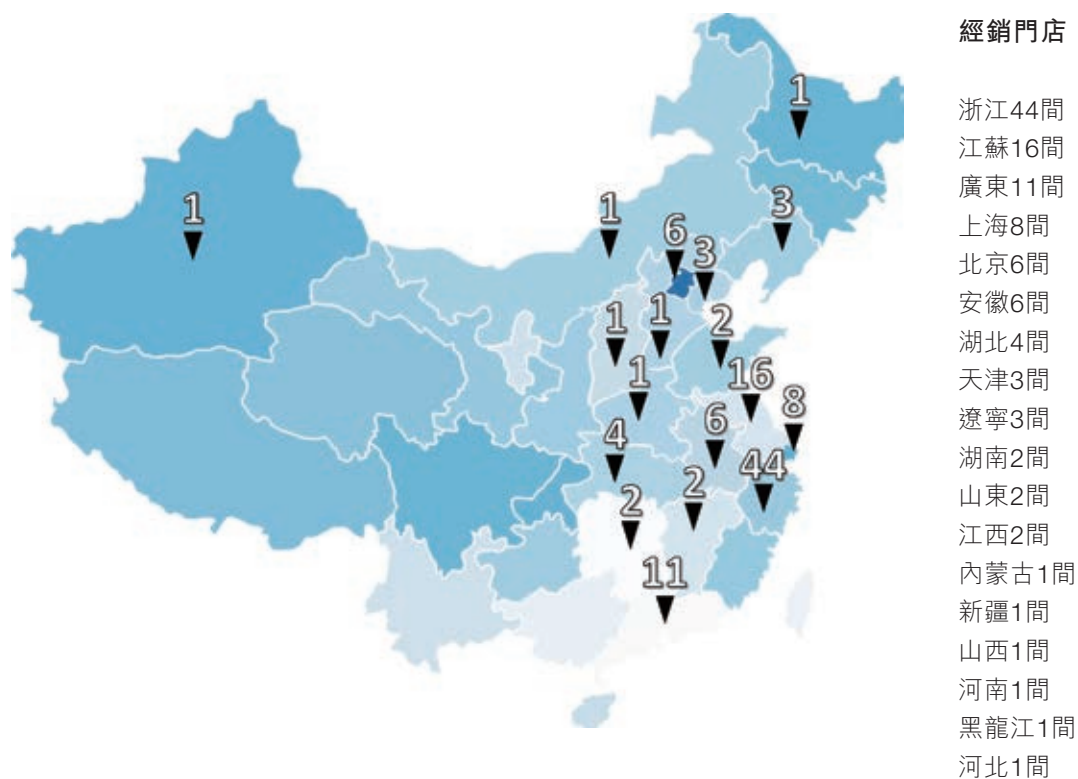 1
1
1
6
3
3
1
1
2
1
16
8
4
6
44
2
2
11
經銷門店
浙江44間
江蘇16間
廣東11間
上海8間
北京6間
安徽6間
湖北4間
天津3間
遼寧3間
湖南2間
山東2間
江西2間
內蒙古1間
新疆1間
山西1間
河南1間
黑龍江1間
河北1間